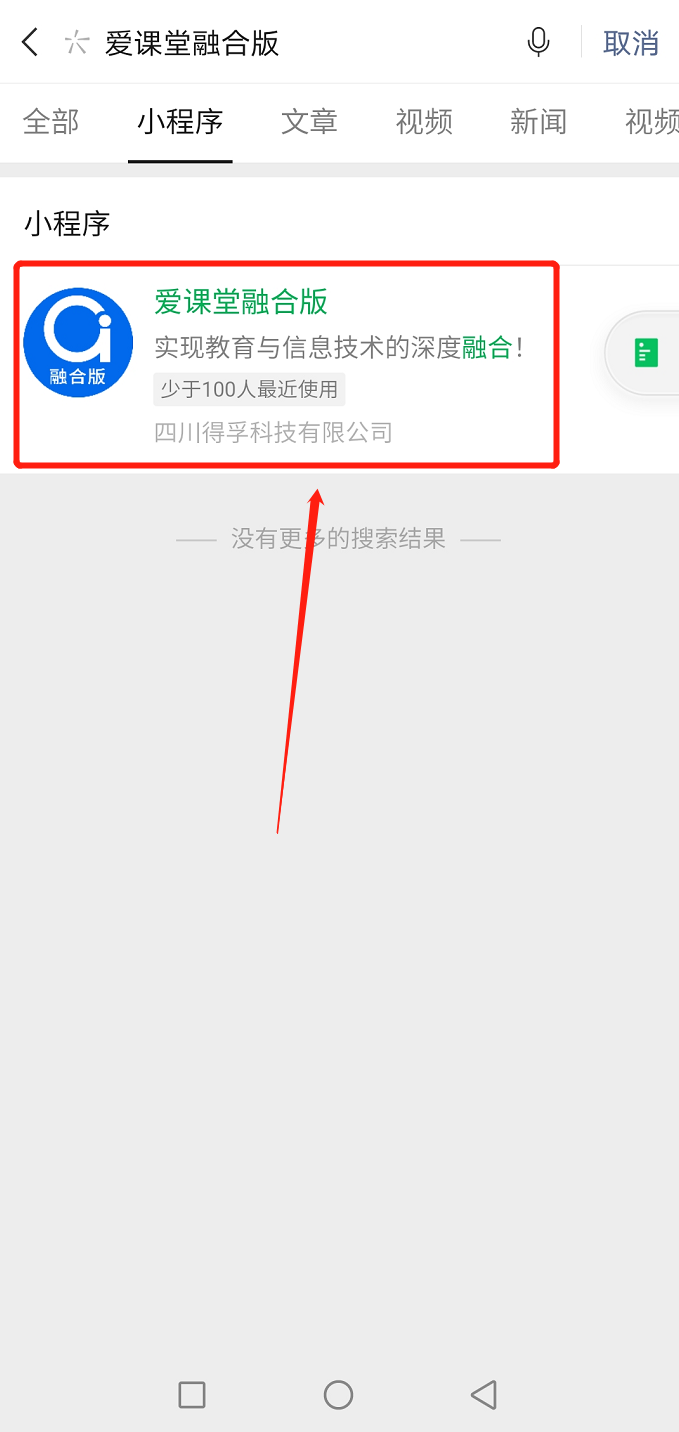 爱课堂融合版
取消
全部 小程序 文章 视频 新闻 视频
小程序
爱课堂融合版
实现教育与信息技术的深度融合！
融合版
少于100人最近使用
四川得孚科技有限公司
没有更多的搜索结果